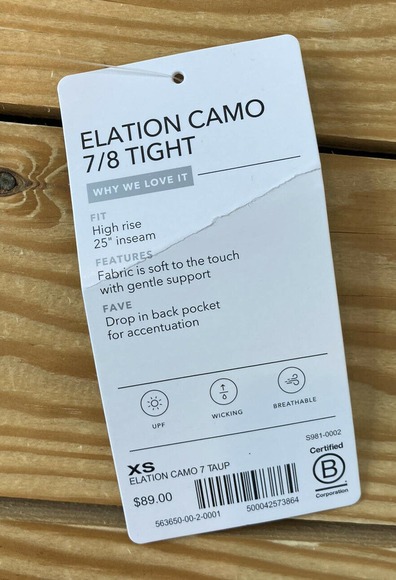 ELATION CAMO
7/8 TIGHT
WHY WE LOVE IT
FIT
High rise
25" inseam
FEATURES
Fabric is soft to the touch
with gentle support
FAVE
Drop in back pocket
for accentuation
UPF
WICKING
BREATHABLE
S981-0002
XS
ELATION CAMO 7 TAUP
$89.00
563650-00-2-0001
500042573864
Certified
B
Corporation